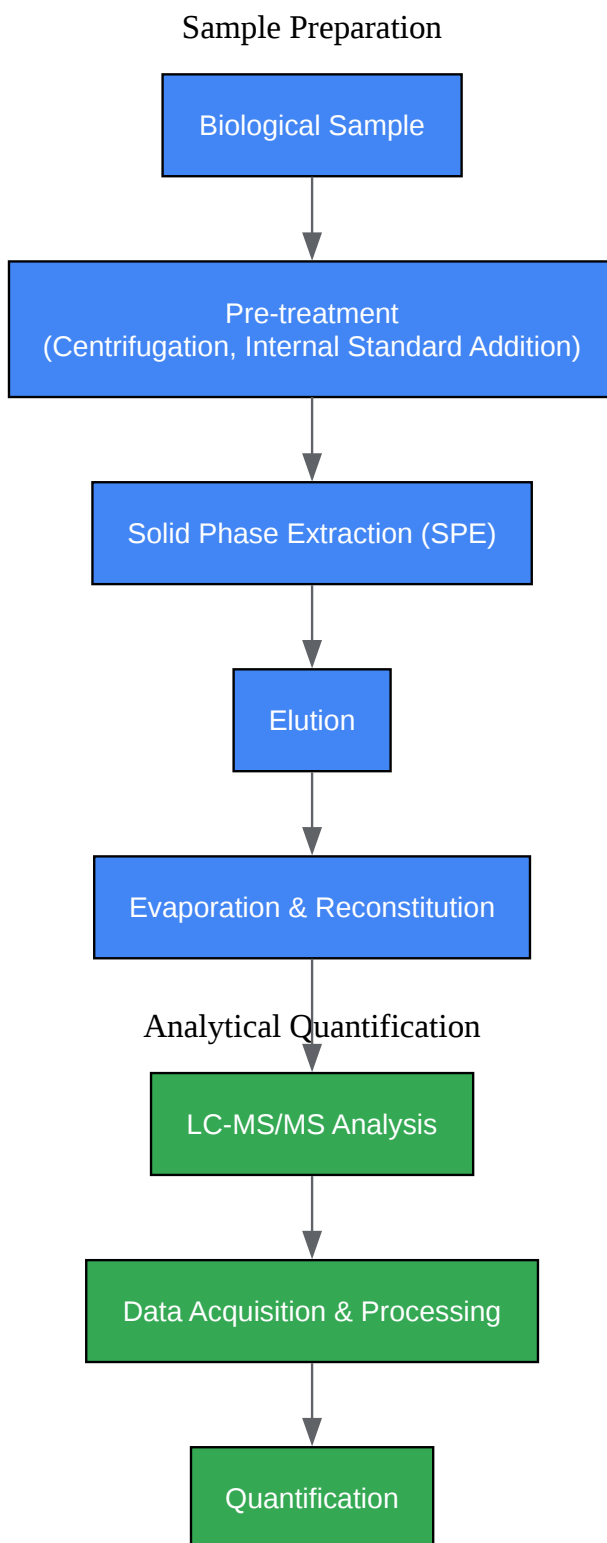 Sample Preparation
Biological Sample
Pre-treatment
(Centrifugation, Internal Standard Addition)
Solid Phase Extraction (SPE)
Elution
Evaporation & Reconstitution
Analytical Quantification
LC-MS/MS Analysis
Data Acquisition & Processing
Quantification